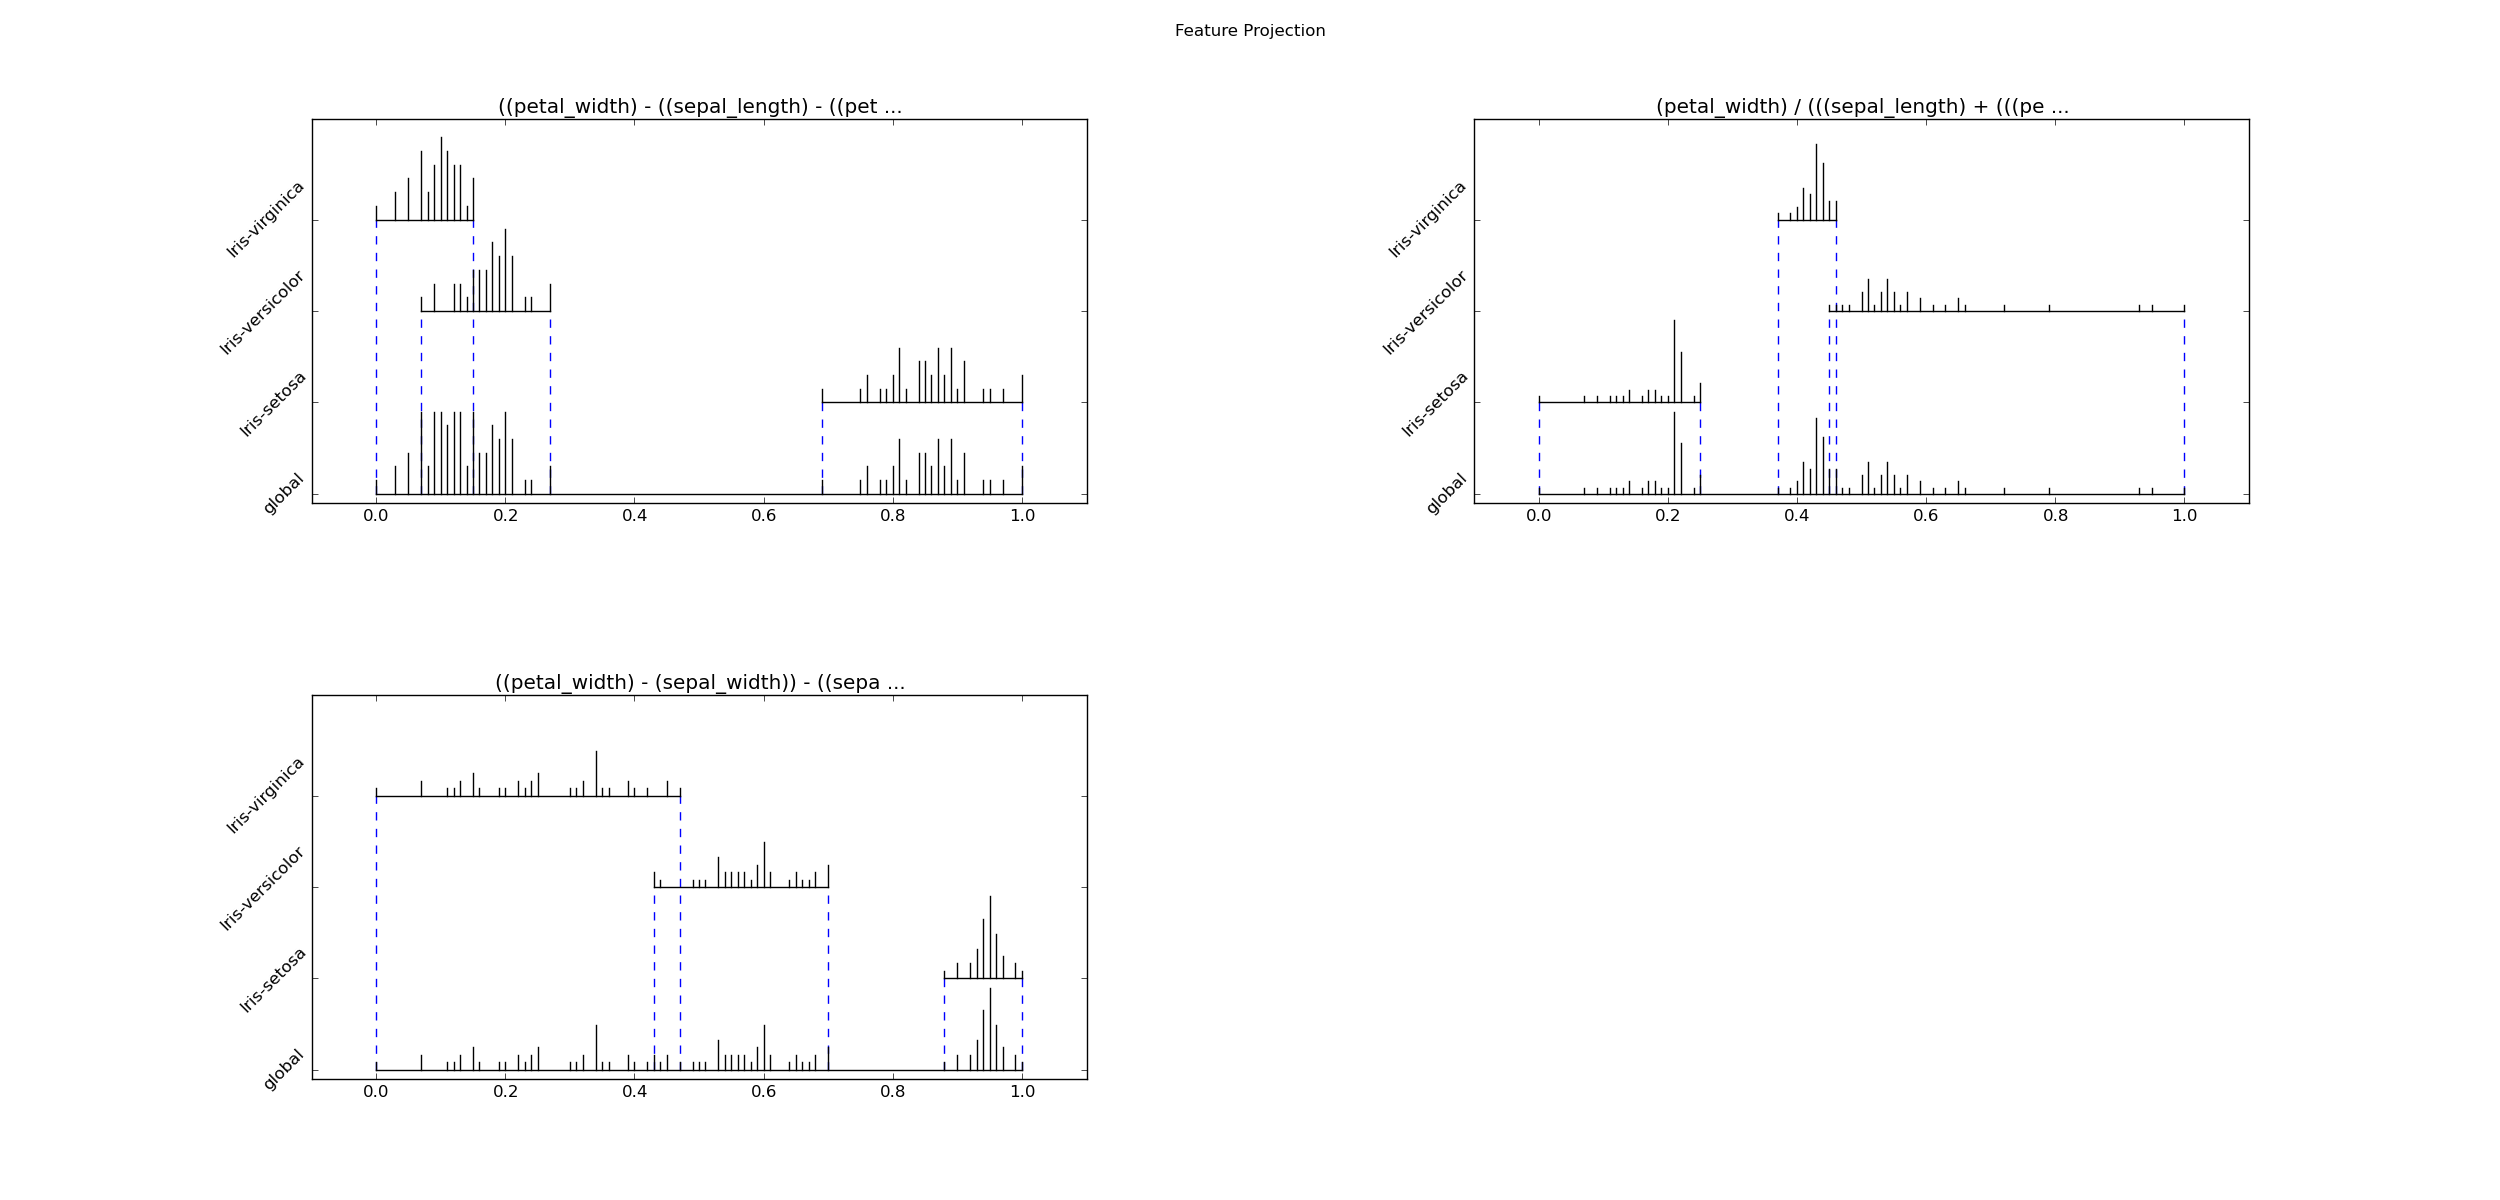 Feature Projection
((petal_width) - ((sepal_length) - ((pet ...
Iris-virginica
Iris-versicolor
Iris-setosa
global
0.0 0.2 0.4 0.6 0.8 1.0
(petal_width) / (((sepal_length) + (((pe ...
Iris-virginica
Iris-versicolor
Iris-setosa
global
0.0 0.2 0.4 0.6 0.8 1.0
((petal_width) - (sepal_width)) - ((sepa ...
Iris-virginica
Iris-versicolor
Iris-setosa
global
0.0 0.2 0.4 0.6 0.8 1.0